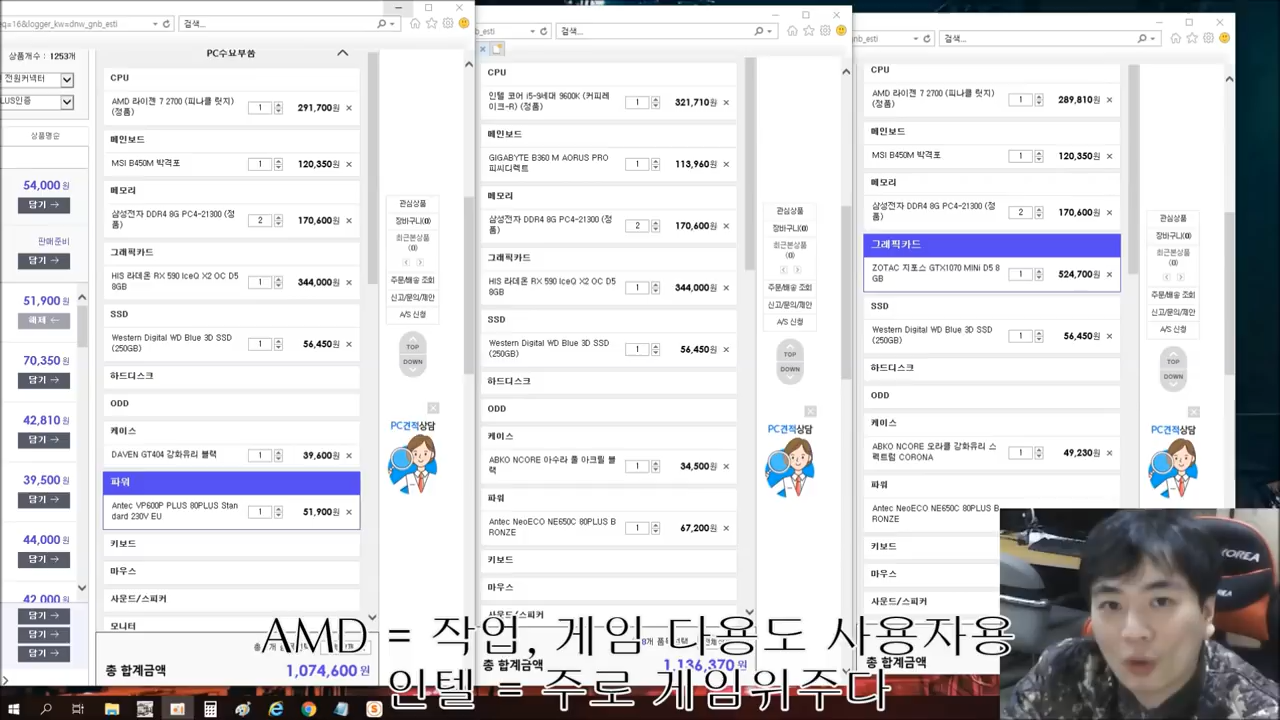 eq=16&logger_kw=dnw_gnb_esti
검색...
상품개수 : 1253개
상품명순
54,000 원
담기 →
판매준비
담기 →
51,900 원
해제 ←
70,350 원
담기 →
42,810 원
담기 →
39,500 원
담기 →
44,000 원
담기 →
42,000 원
담기 →
담기 →
담기 →
PC주요부품
CPU
AMD 라이젠 7 2700 (피나클 릿지)
(정품)
1
291,700원
메인보드
MSI B450M 박격포
1
120,350원
메모리
삼성전자 DDR4 8G PC4-21300 (정
품)
2
170,600원
그래픽카드
HIS 라데온 RX 590 IceQ X2 OC D5
8GB
1
344,000원
SSD
Western Digital WD Blue 3D SSD
(250GB)
1
56,450원
하드디스크
ODD
케이스
DAVEN GT404 강화유리 블랙
1
39,600원
파워
Antec VP600P PLUS 80PLUS Stan
dard 230V EU
1
51,900원
키보드
마우스
사운드/스피커
모니터
총 합계금액
1,074,600원
관심상품
장바구니(0)
최근본상품
(0)
주문/배송 조회
신고/문의/제안
A/S 신청
TOP
DOWN
PC견적상담
nb_esti
검색...
CPU
인텔 코어 i5-9세대 9600K (커피레
이크-R) (정품)
1
321,710원
메인보드
GIGABYTE B360 M AORUS PRO
피씨디렉트
1
113,960원
메모리
삼성전자 DDR4 8G PC4-21300 (정
품)
2
170,600원
그래픽카드
HIS 라데온 RX 590 IceQ X2 OC D5
8GB
1
344,000원
SSD
Western Digital WD Blue 3D SSD
(250GB)
1
56,450원
하드디스크
ODD
케이스
ABKO NCORE 아수라 풀 아크릴 블
랙
1
34,500원
파워
Antec NeoECO NE650C 80PLUS B
RONZE
1
67,200원
키보드
마우스
사운드/스피커
총 합계금액
1,136,370원
관심상품
장바구니(0)
최근본상품
(0)
주문/배송 조회
신고/문의/제안
A/S 신청
TOP
DOWN
PC견적상담
nb_esti
검색...
CPU
AMD 라이젠 7 2700 (피나클 릿지)
(정품)
1
289,810원
메인보드
MSI B450M 박격포
1
120,350원
메모리
삼성전자 DDR4 8G PC4-21300 (정
품)
2
170,600원
그래픽카드
ZOTAC 지포스 GTX1070 MINI D5 8
GB
1
524,700원
SSD
Western Digital WD Blue 3D SSD
(250GB)
1
56,450원
하드디스크
ODD
케이스
ABKO NCORE 오라클 강화유리 스
펙트럼 CORONA
1
49,230원
파워
Antec NeoECO NE650C 80PLUS B
RONZE
키보드
마우스
사운드/스피커
총 합계금액
관심상품
장바구니(0)
최근본상품
(0)
주문/배송 조회
신고/문의/제안
A/S 신청
TOP
DOWN
PC견적상담
KOREA
AMD = 작업, 게임 다용도 사용자용
인텔 = 주로 게임위주다